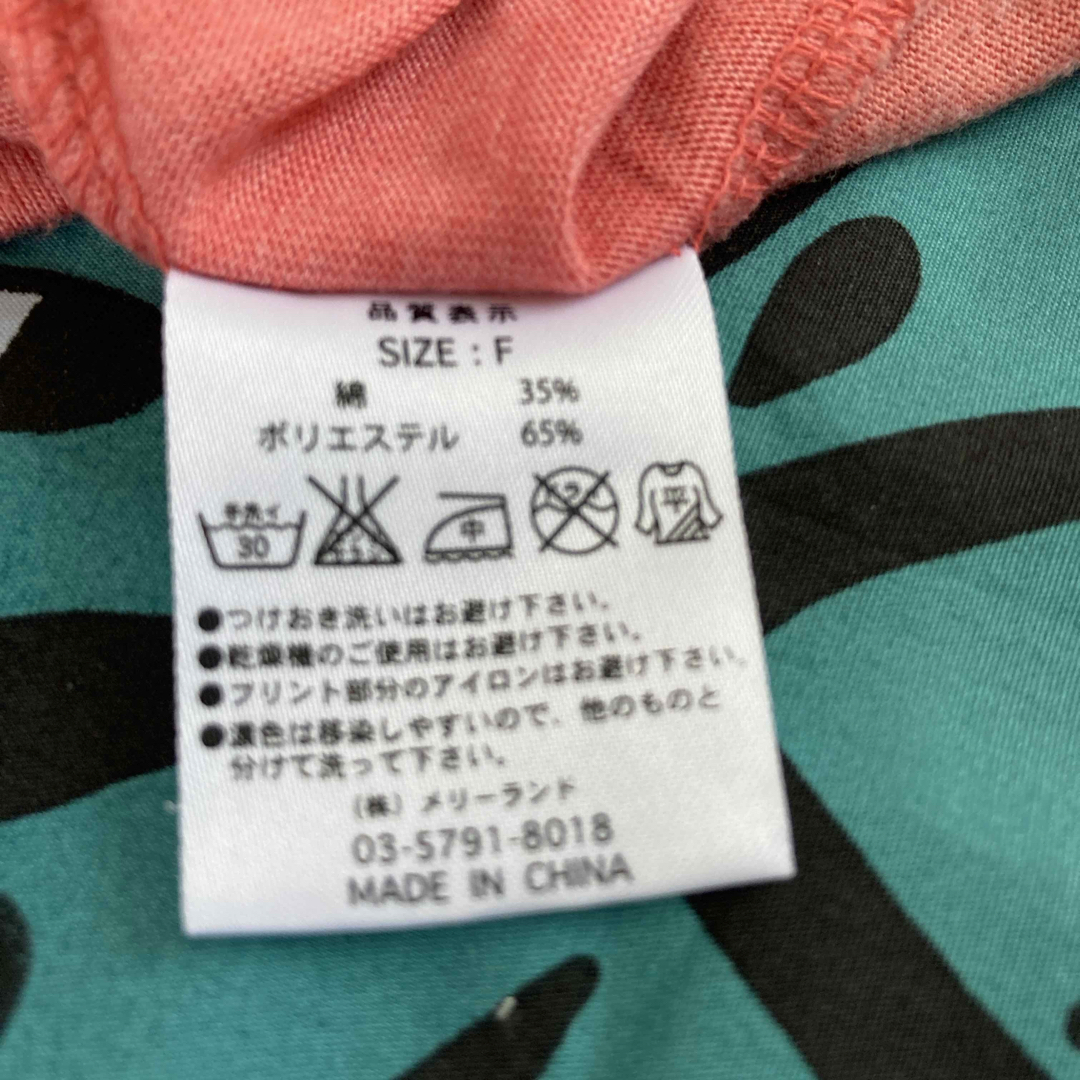 品質表示
SIZE : F
綿 35%
ポリエステル 65%
手洗イ
30
中
平
●つけおき洗いはお避け下さい。
●乾燥機のご使用はお避け下さい。
●プリント部分のアイロンはお避け下さい。
●濃色は移染しやすいので、他のものと
分けて洗って下さい。
(株) メリーランド
03-5791-8018
MADE IN CHINA